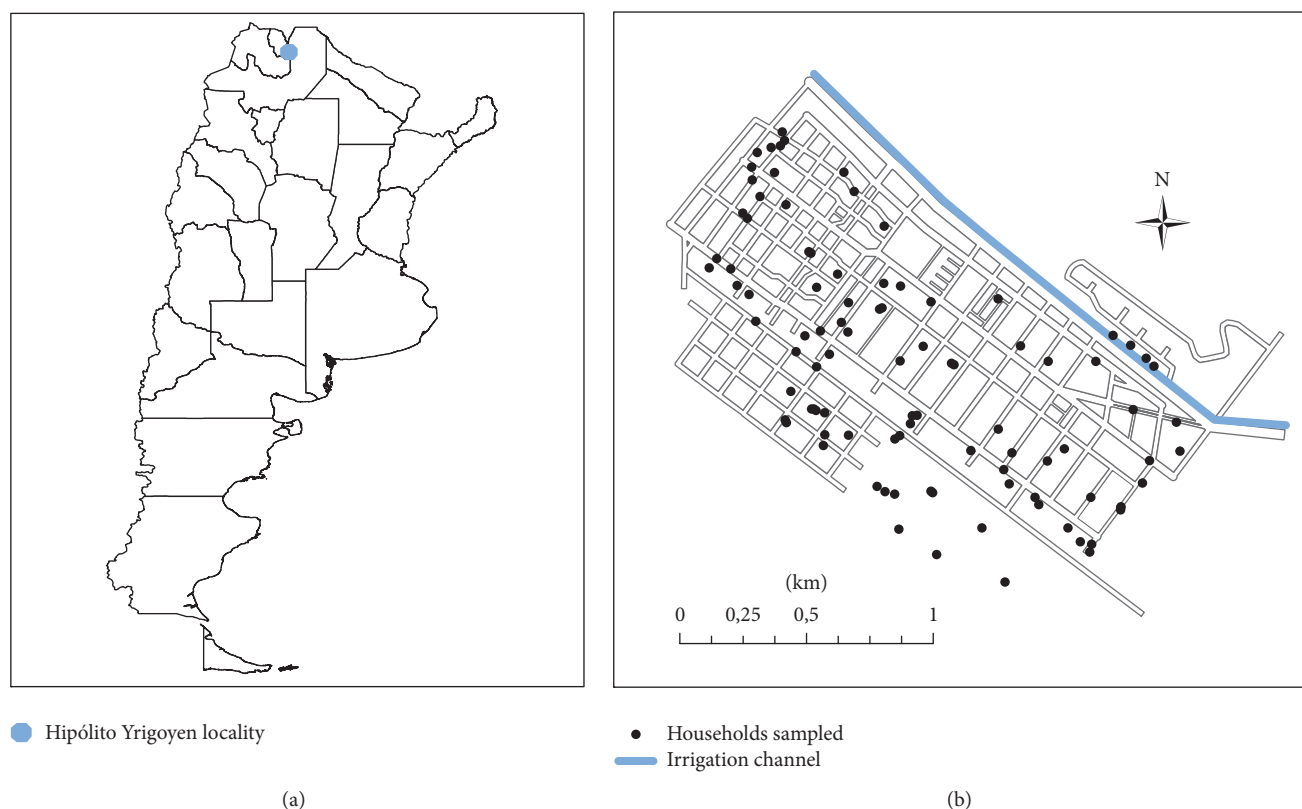 N
(km)
0 0,25 0,5 1
Hipólito Yrigoyen locality
Households sampled
Irrigation channel
(a)
(b)